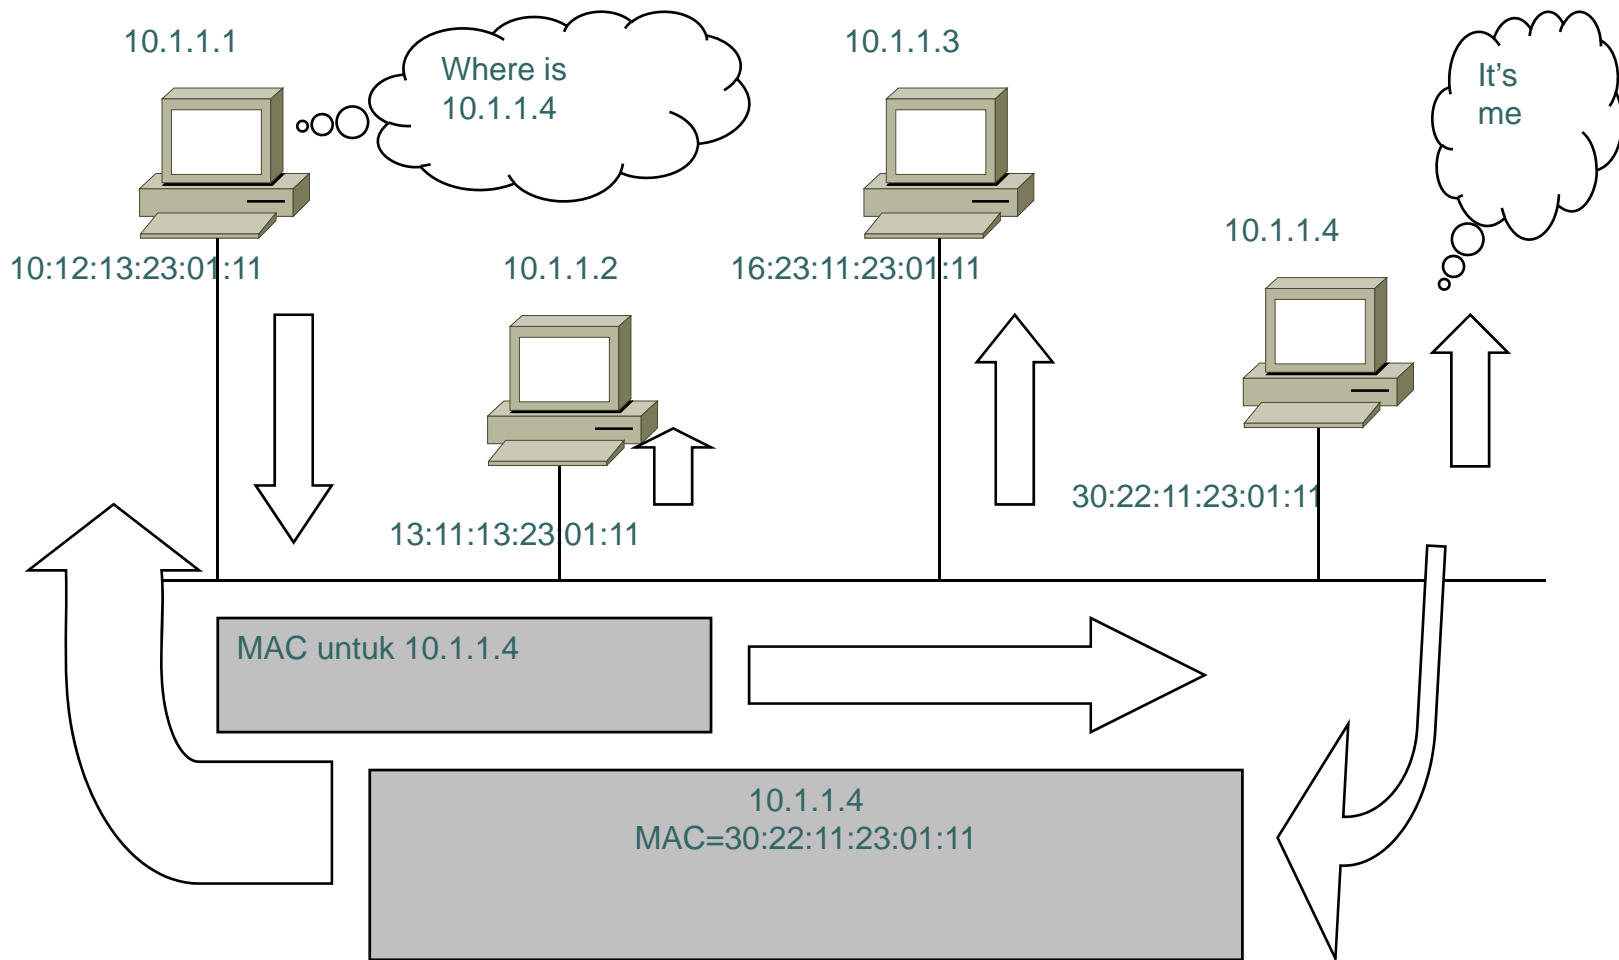 10.1.1.1
Where is
10.1.1.4
10.1.1.3
It's
me
10:12:13:23:01:11
10.1.1.2
16:23:11:23:01:11
10.1.1.4
13:11:13:23:01:11
30:22:11:23:01:11
MAC untuk 10.1.1.4
10.1.1.4
MAC=30:22:11:23:01:11